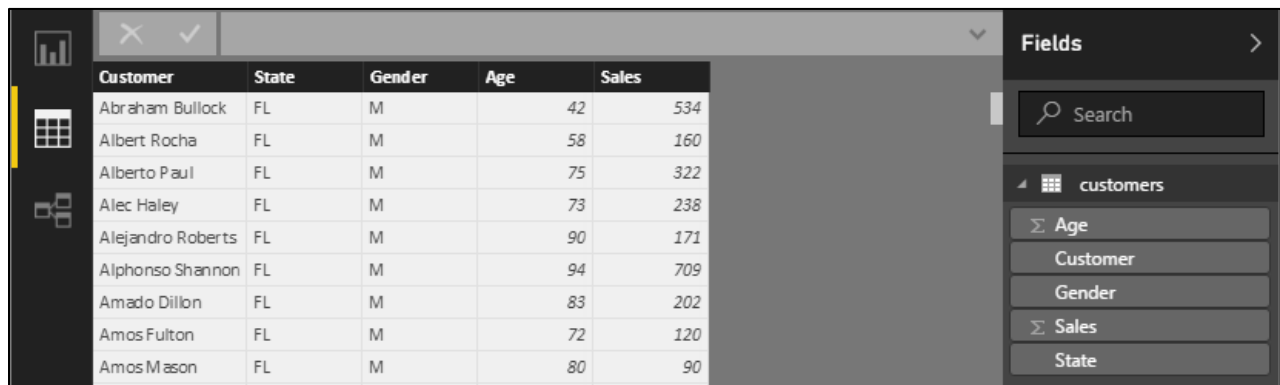 Fields
Search
Customer State Gender Age Sales
Abraham Bullock FL M 42 534
Albert Rocha FL M 58 160
Alberto Paul FL M 75 322
Alec Haley FL M 73 238
Alejandro Roberts FL M 90 171
Alphonso Shannon FL M 94 709
Amado Dillon FL M 83 202
Amos Fulton FL M 72 120
Amos Mason FL M 80 90
customers
Σ Age
Customer
Gender
Σ Sales
State